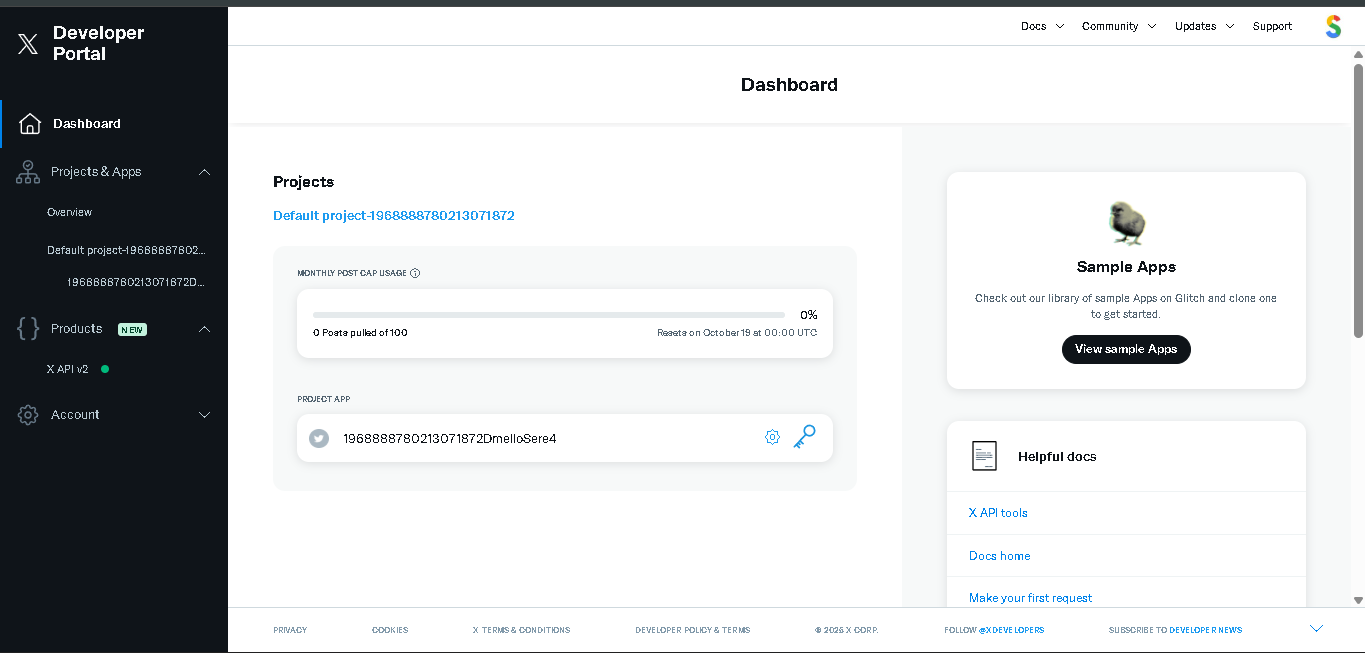 Developer
Portal
Docs
Community
Updates
Support
Dashboard
Dashboard
Projects & Apps
Overview
Default project-19688887802...
1968888780213071872D...
Products NEW
X API v2
Account
Projects
Default project-1968888780213071872
MONTHLY POST CAP USAGE
0%
0 Posts pulled of 100
Resets on October 19 at 00:00 UTC
PROJECT APP
1968888780213071872DmelloSere4
Sample Apps
Check out our library of sample Apps on Glitch and clone one
to get started.
View sample Apps
Helpful docs
X API tools
Docs home
Make your first request
PRIVACY
COOKIES
X TERMS & CONDITIONS
DEVELOPER POLICY & TERMS
© 2025 X CORP.
FOLLOW @XDEVELOPERS
SUBSCRIBE TO DEVELOPER NEWS